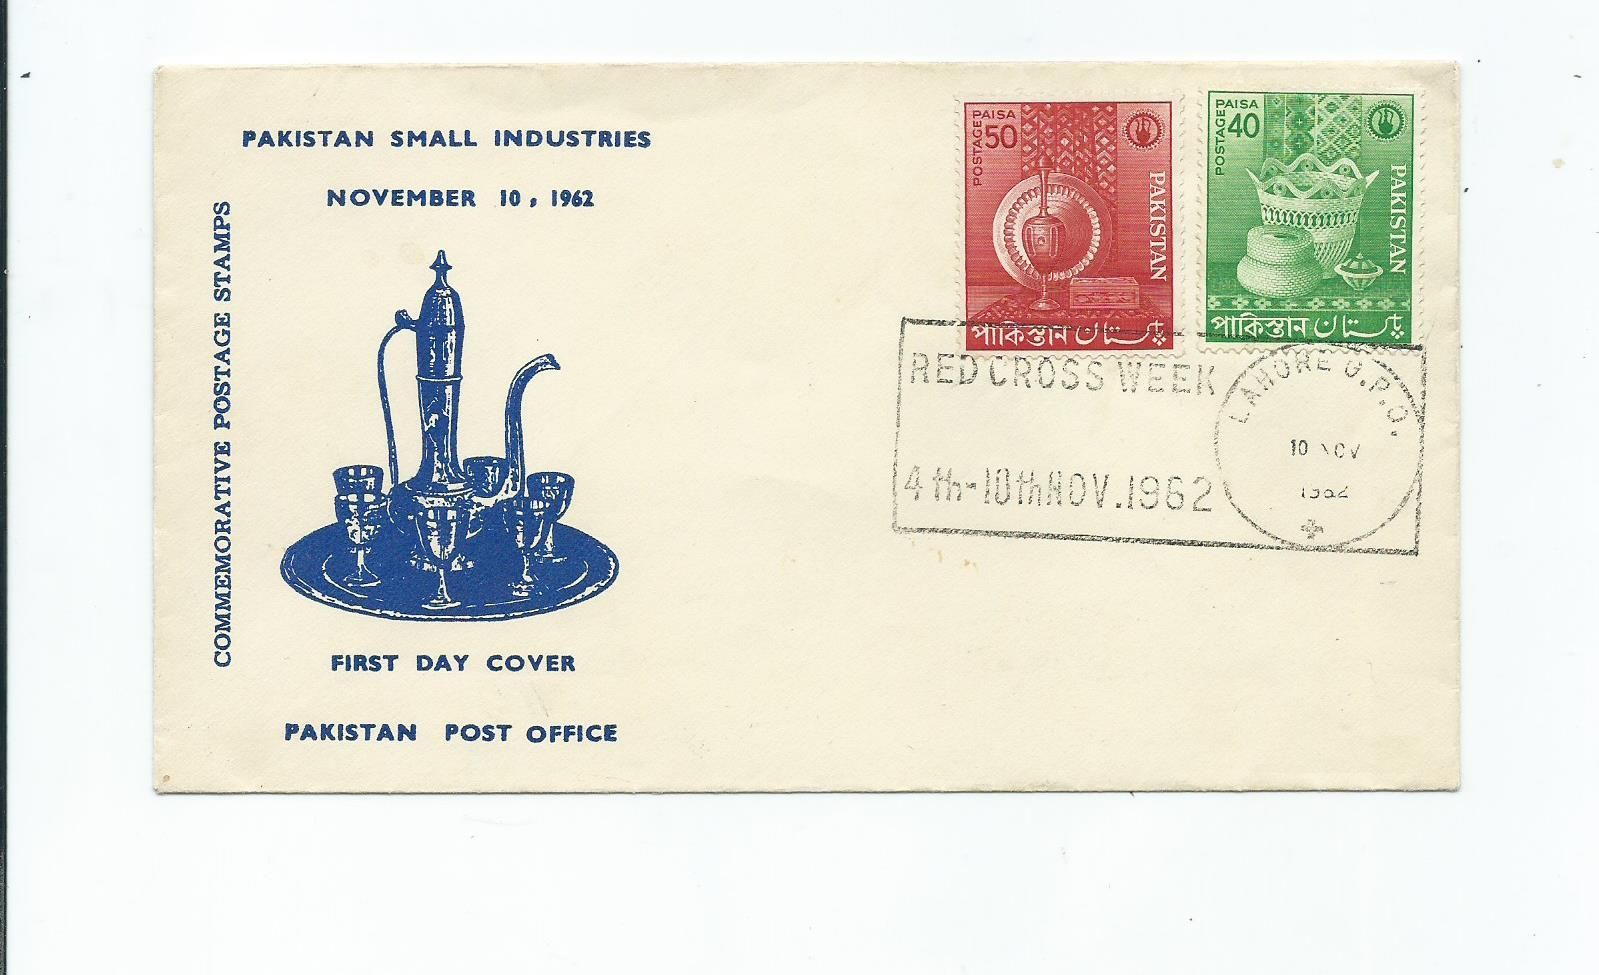 PAKISTAN SMALL INDUSTRIES
NOVEMBER 10, 1962
COMMEMORATIVE POSTAGE STAMPS
FIRST DAY COVER
PAKISTAN POST OFFICE
PAISA
50
POSTAGE
PAKISTAN
পাকিস্তান پاکستان
PAISA
40
POSTAGE
PAKISTAN
পাকিস্তান پاکستان
RED CROSS WEEK
4th-10th NOV. 1962
LAHORE G.P.O.
10 NOV
1962